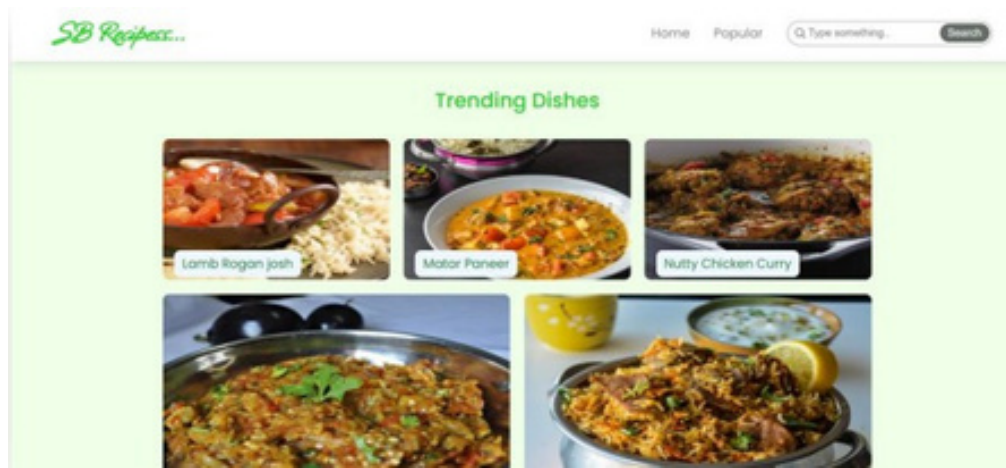 SB Recipess...
Home Popular Type something.. Search
Trending Dishes
Lamb Rogan josh
Matar Paneer
Nutty Chicken Curry